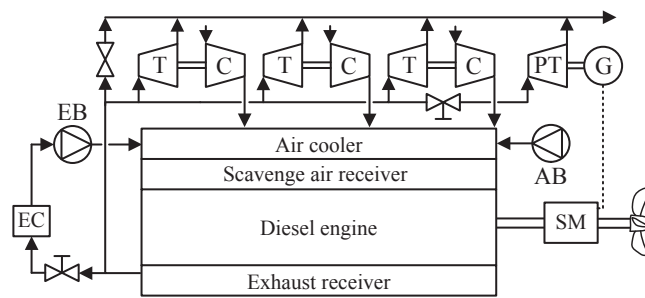 T C T C T C PT G
EB
Air cooler
AB
Scavenge air receiver
EC
Diesel engine
SM
Exhaust receiver